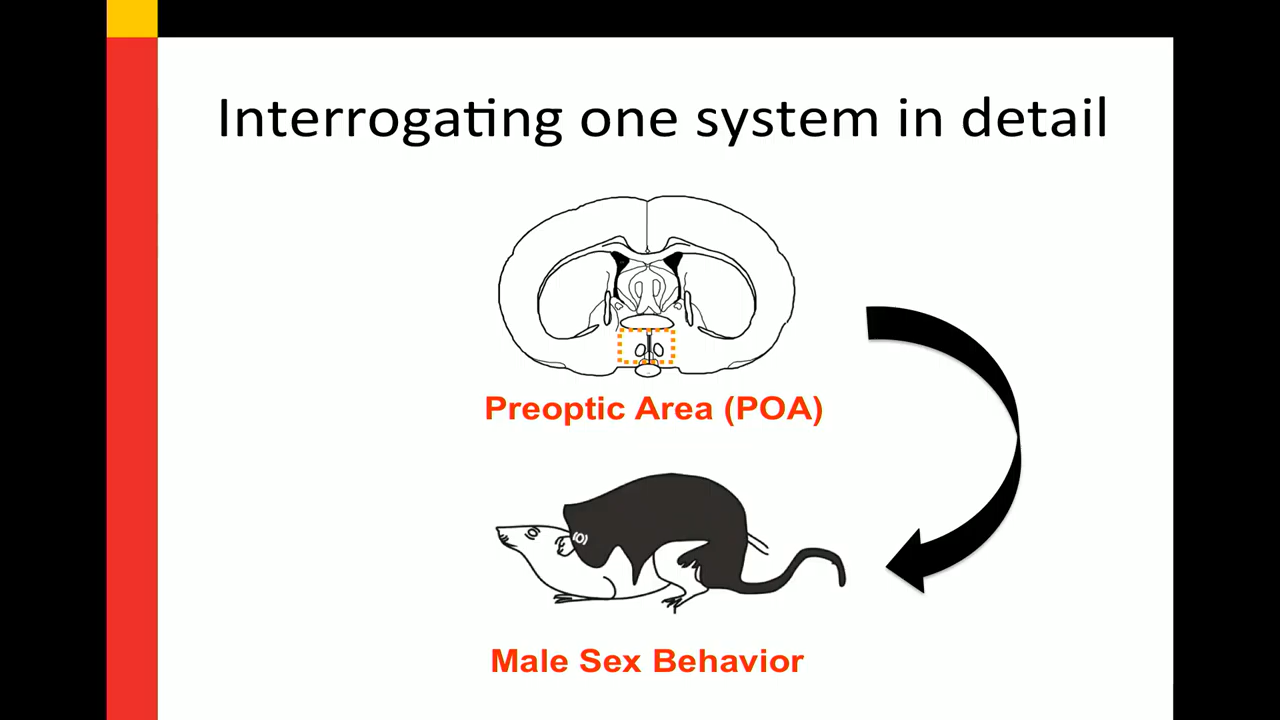 Interrogating one system in detail
Preoptic Area (POA)
Male Sex Behavior